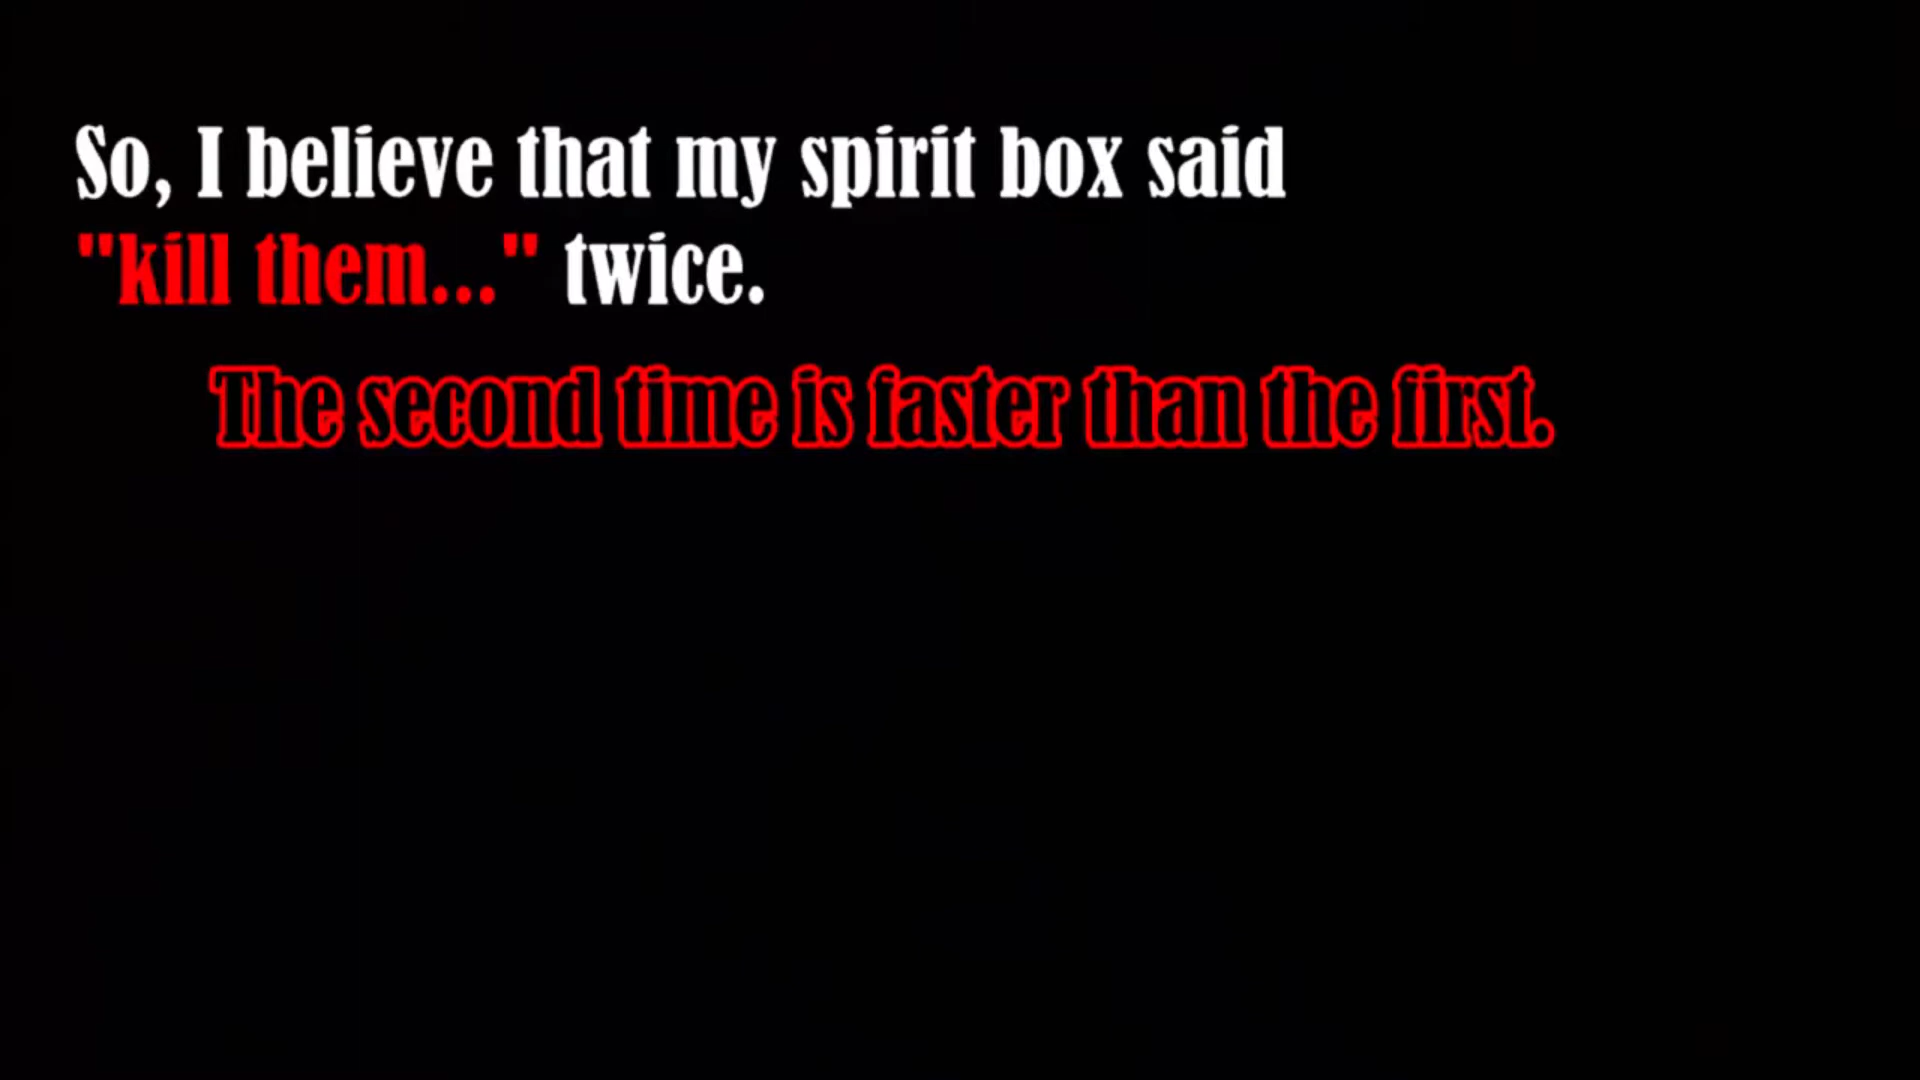 So, I believe that my spirit box said
"kill them..." twice.
The second time is faster than the first.